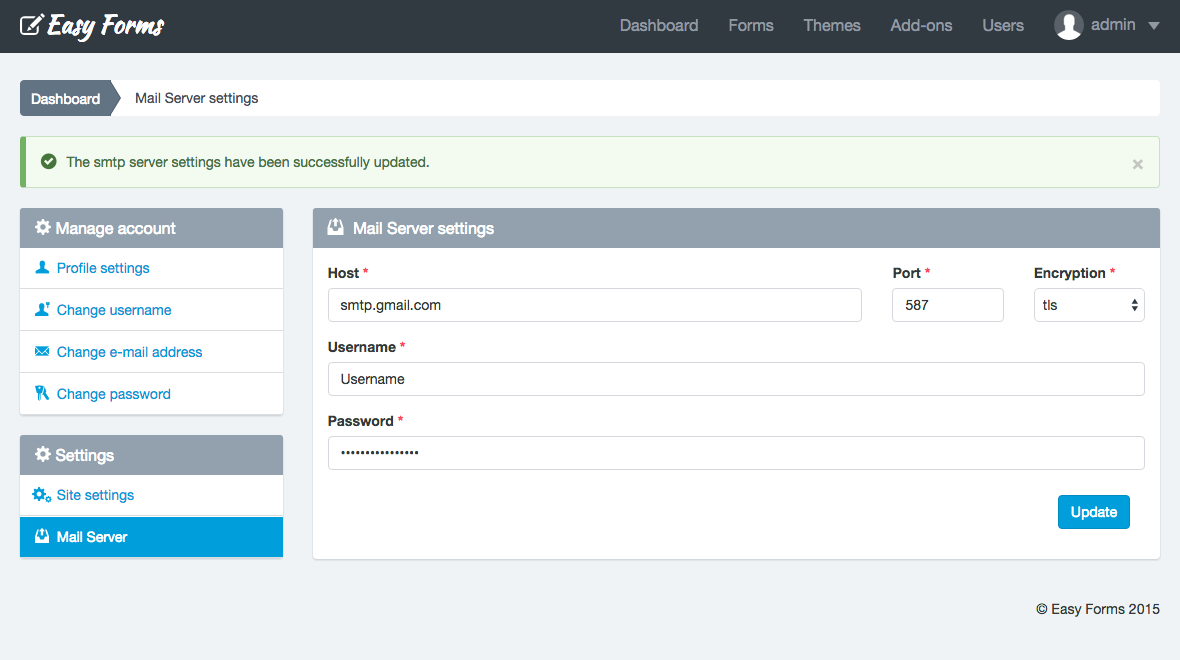 Easy Forms
Dashboard Forms Themes Add-ons Users admin
Dashboard Mail Server settings
The smtp server settings have been successfully updated. ×
Manage account
Profile settings
Change username
Change e-mail address
Change password
Settings
Site settings
Mail Server
Mail Server settings
Host * Port * Encryption *
smtp.gmail.com 587 tls
Username *
Username
Password *
••••••••••••••••
Update
© Easy Forms 2015